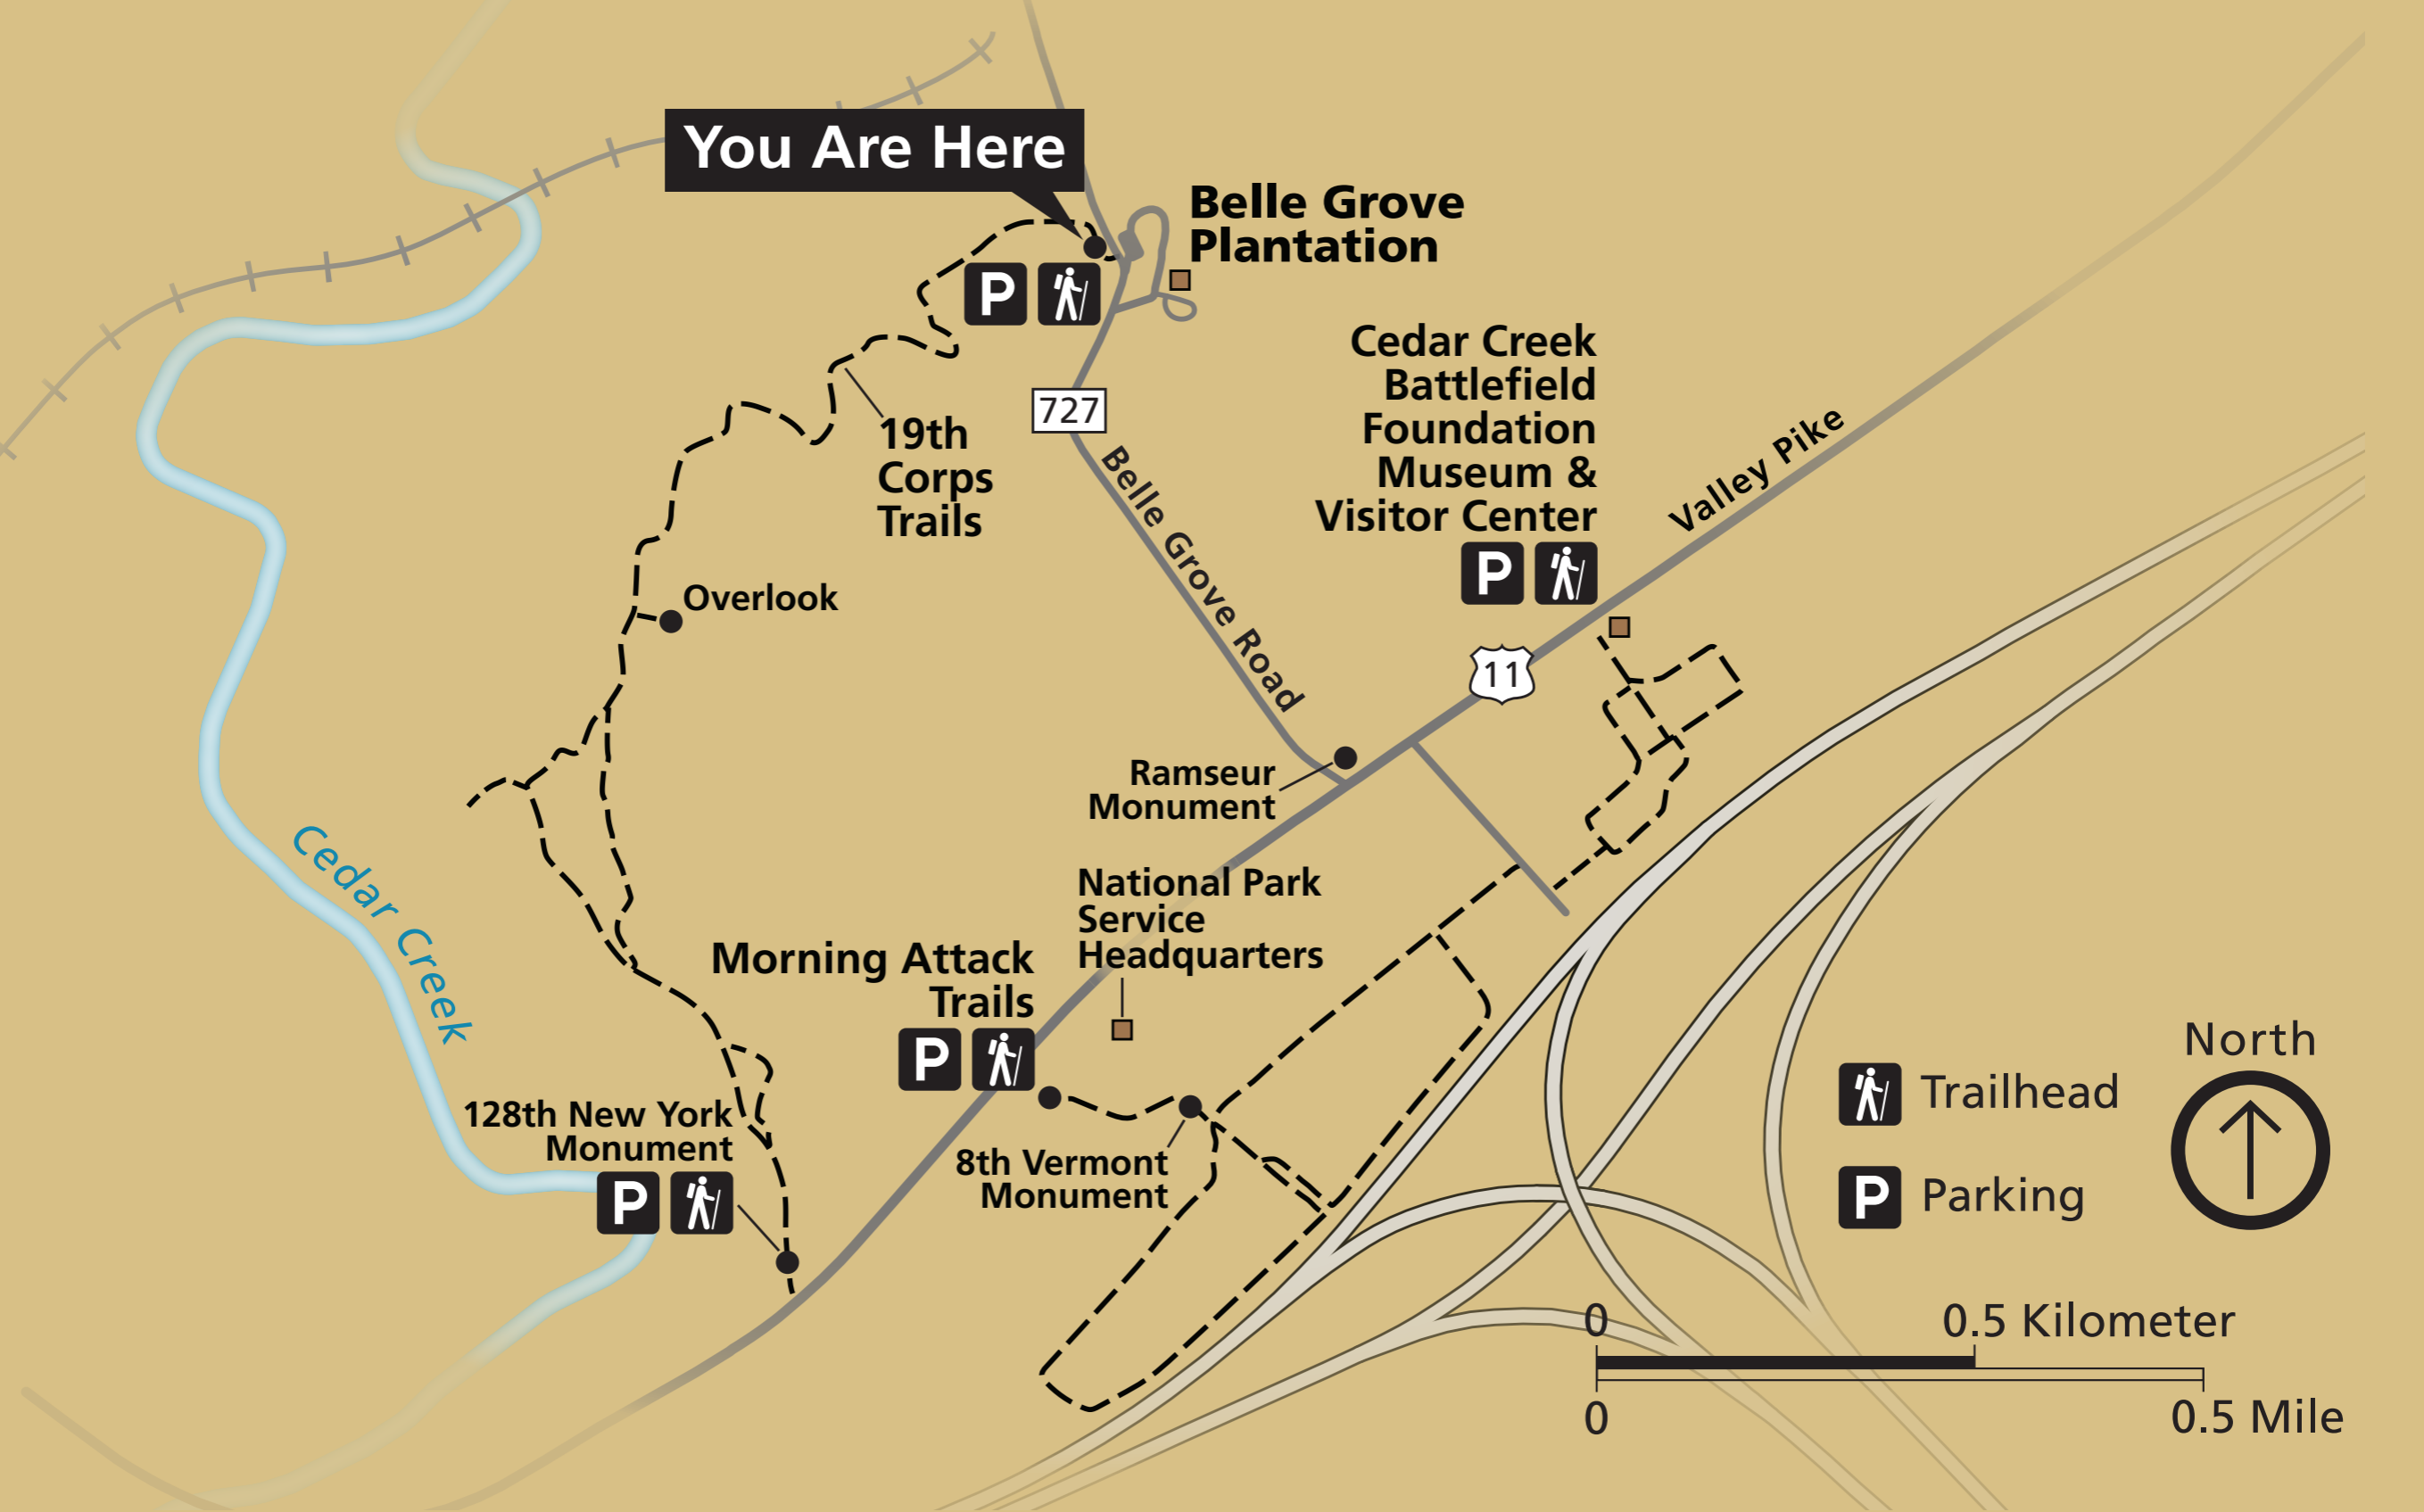 You Are Here
Belle Grove
Plantation
P
727
19th
Corps
Trails
Cedar Creek
Battlefield
Foundation
Museum &
Visitor Center
P
Valley Pike
Belle Grove Road
11
Overlook
Ramseur
Monument
Cedar Creek
National Park
Service
Headquarters
Morning Attack
Trails
P
128th New York
Monument
P
8th Vermont
Monument
North
Trailhead
P Parking
0 0.5 Kilometer
0 0.5 Mile